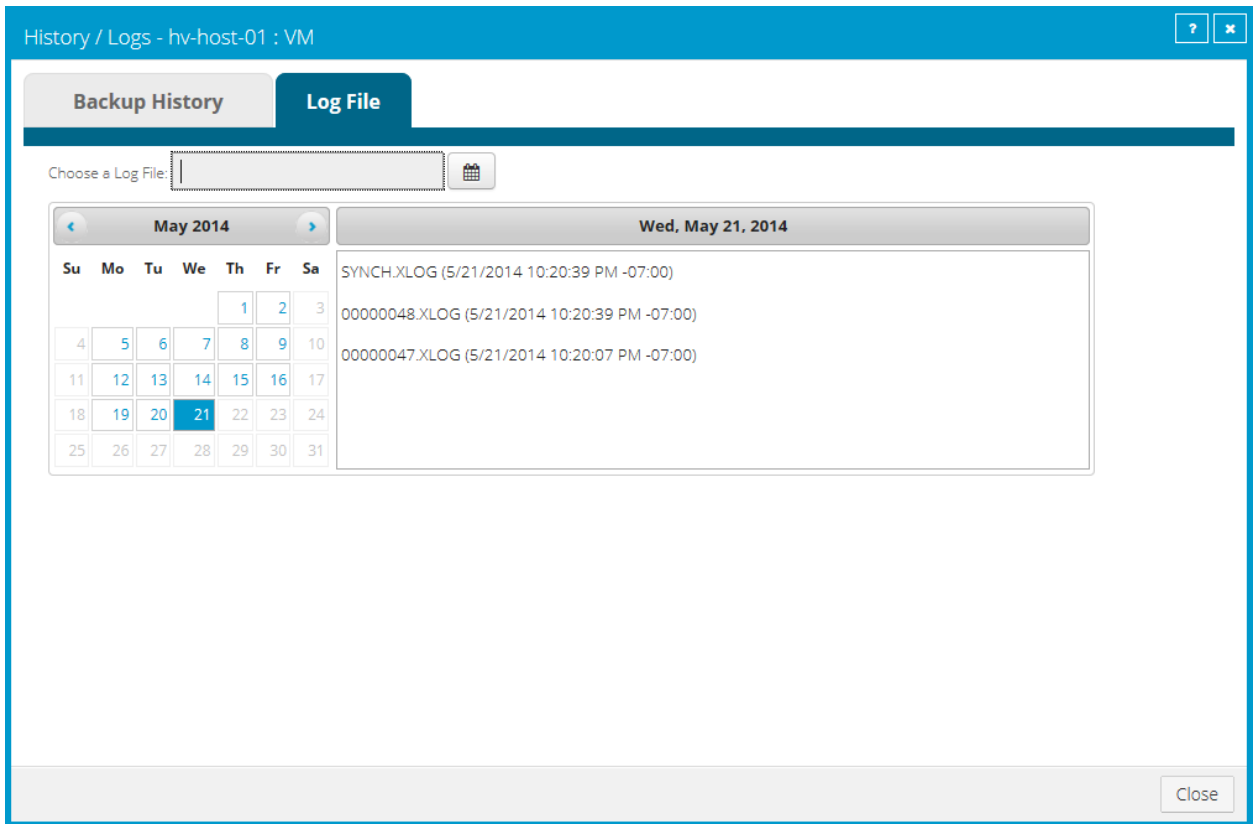 History / Logs - hv-host-01 : VM
? ×
Backup History Log File
Choose a Log File:
May 2014 Wed, May 21, 2014
Su Mo Tu We Th Fr Sa
1 2 3
4 5 6 7 8 9 10
11 12 13 14 15 16 17
18 19 20 21 22 23 24
25 26 27 28 29 30 31
SYNCH.XLOG (5/21/2014 10:20:39 PM -07:00)
00000048.XLOG (5/21/2014 10:20:39 PM -07:00)
00000047.XLOG (5/21/2014 10:20:07 PM -07:00)
Close